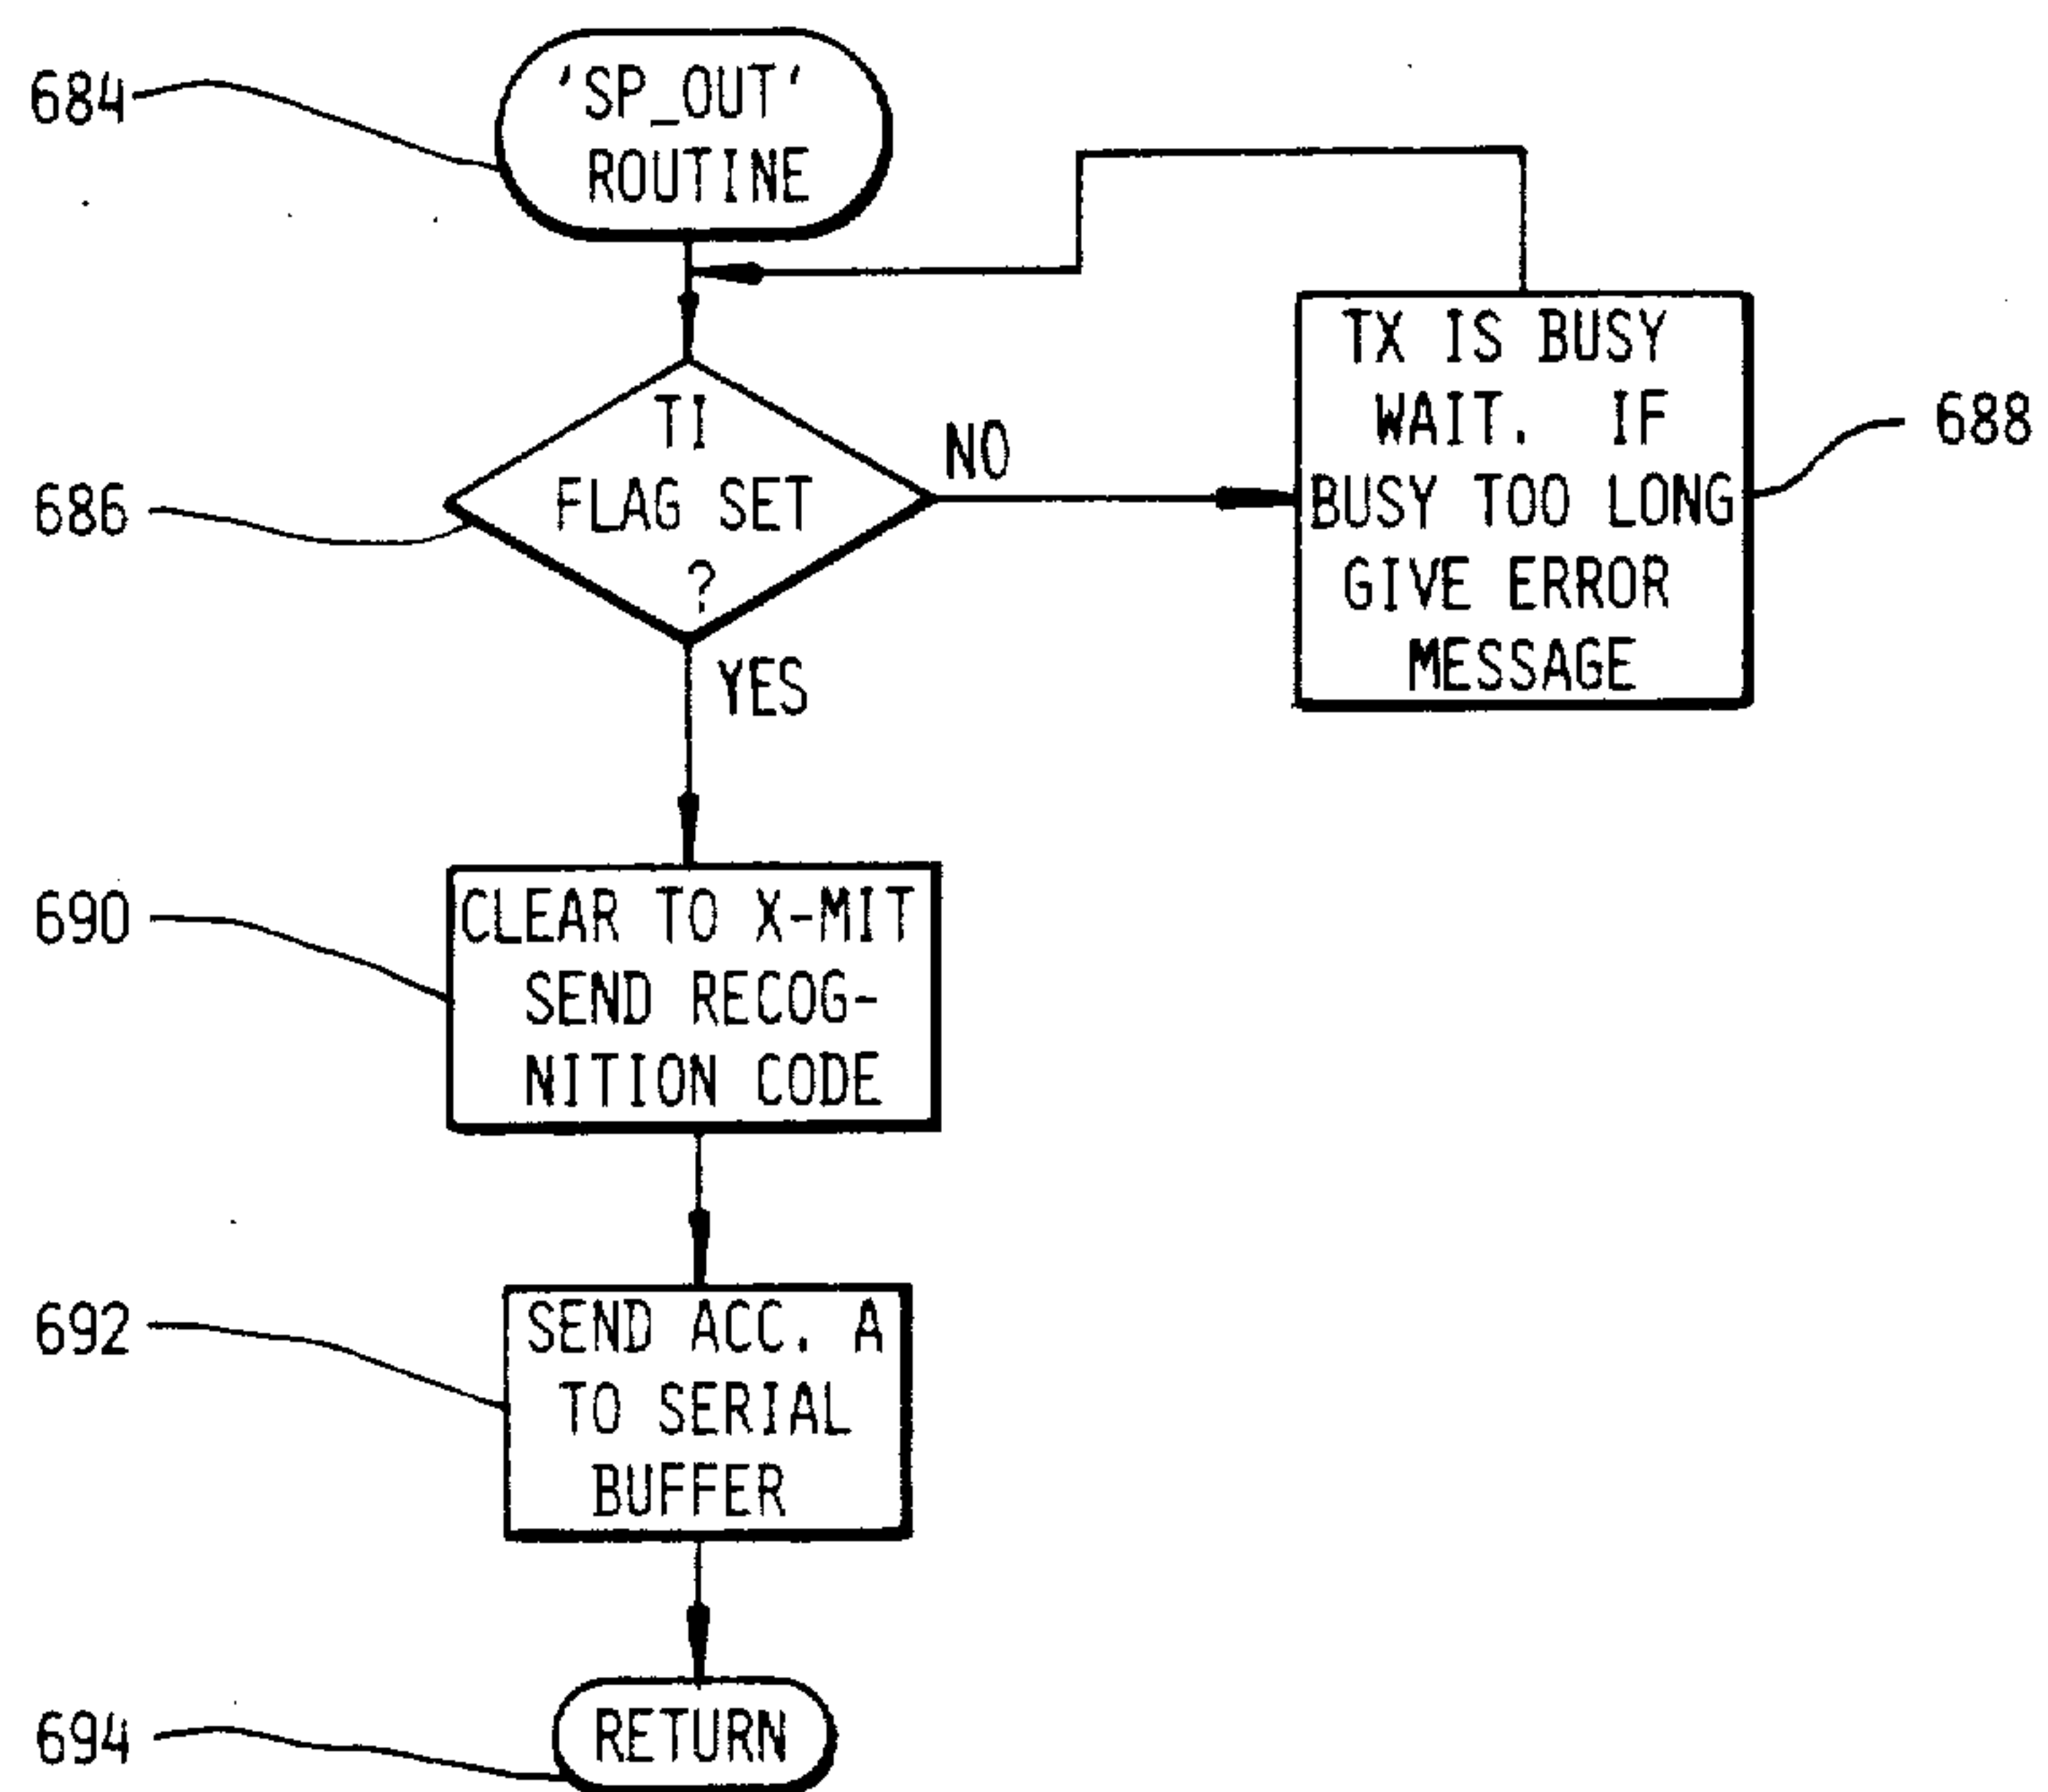 684
'SP_OUT'
ROUTINE
686
TI
FLAG SET
?
NO
YES
TX IS BUSY
WAIT. IF
BUSY TOO LONG
GIVE ERROR
MESSAGE
688
690
CLEAR TO X-MIT
SEND RECOG-
NITION CODE
692
SEND ACC. A
TO SERIAL
BUFFER
694
RETURN